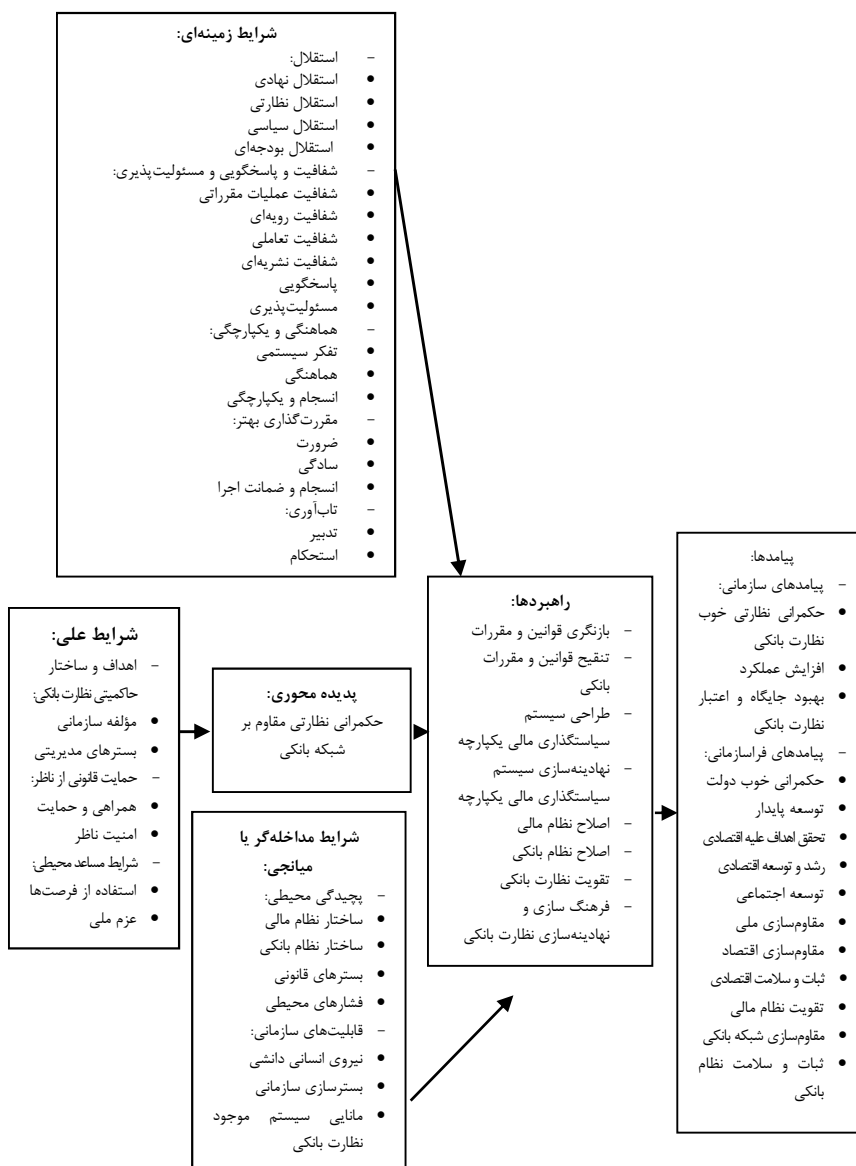 شرایط زمینه‌ای:
– استقلال:
● استقلال نهادی
● استقلال نظارتی
● استقلال سیاسی
● استقلال بودجه‌ای
– شفافیت و پاسخگویی و مسئولیت‌پذیری:
● شفافیت عملیات مقرراتی
● شفافیت رویه‌ای
● شفافیت تعاملی
● شفافیت نشریه‌ای
● پاسخگویی
● مسئولیت‌پذیری
– هماهنگی و یکپارچگی:
● تفکر سیستمی
● هماهنگی
● انسجام و یکپارچگی
– مقررت‌گذاری بهتر:
● ضرورت
● سادگی
● انسجام و ضمانت اجرا
– تاب‌آوری:
● تدبیر
● استحکام
شرایط علی:
– اهداف و ساختار
حاکمیتی نظارت بانکی:
● مؤلفه سازمانی
● بسترهای مدیریتی
– حمایت قانونی از ناظر:
● همراهی و حمایت
● امنیت ناظر
– شرایط مساعد محیطی:
● استفاده از فرصت‌ها
● عزم ملی
پدیده محوری:
حکمرانی نظارتی مقاوم بر
شبکه بانکی
شرایط مداخله‌گر یا
میانجی:
– پچیدگی محیطی:
● ساختار نظام مالی
● ساختار نظام بانکی
● بسترهای قانونی
● فشارهای محیطی
– قابلیت‌های سازمانی:
● نیروی انسانی دانشی
● بسترسازی سازمانی
● مانایی سیستم موجود
نظارت بانکی
راهبردها:
– بازنگری قوانین و مقررات
– تنقیح قوانین و مقررات
بانکی
– طراحی سیستم
سیاستگذاری مالی یکپارچه
– نهادینه‌سازی سیستم
سیاستگذاری مالی یکپارچه
– اصلاح نظام مالی
– اصلاح نظام بانکی
– تقویت نظارت بانکی
– فرهنگ سازی و
نهادینه‌سازی نظارت بانکی
پیامدها:
– پیامدهای سازمانی:
● حکمرانی نظارتی خوب
نظارت بانکی
● افزایش عملکرد
● بهبود جایگاه و اعتبار
نظارت بانکی
– پیامدهای فراسازمانی:
● حکمرانی خوب دولت
● توسعه پایدار
● تحقق اهداف علیه اقتصادی
● رشد و توسعه اقتصادی
● توسعه اجتماعی
● مقاوم‌سازی ملی
● مقاوم‌سازی اقتصاد
● ثبات و سلامت اقتصادی
● تقویت نظام مالی
● مقاوم‌سازی شبکه بانکی
● ثبات و سلامت نظام
بانکی